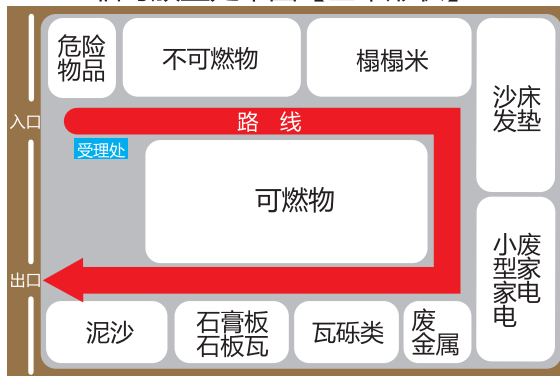 危险
物品
不可燃物
榻榻米
沙床
发垫
入口
路 线
受理处
可燃物
小废
型家
家电
电
出口
泥沙
石膏板
石板瓦
瓦砾类
废
金属